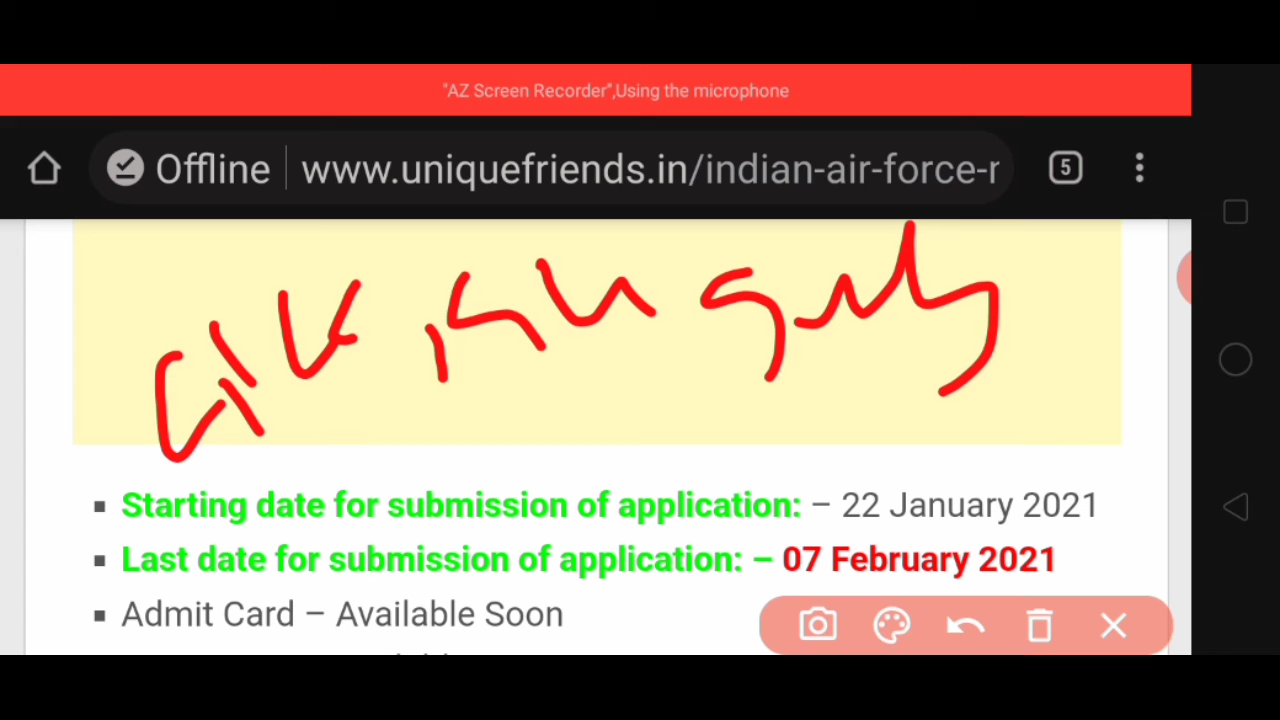 "AZ Screen Recorder",Using the microphone
Offline www.uniquefriends.in/indian-air-force-r 5
▪ Starting date for submission of application: – 22 January 2021
▪ Last date for submission of application: – 07 February 2021
▪ Admit Card – Available Soon